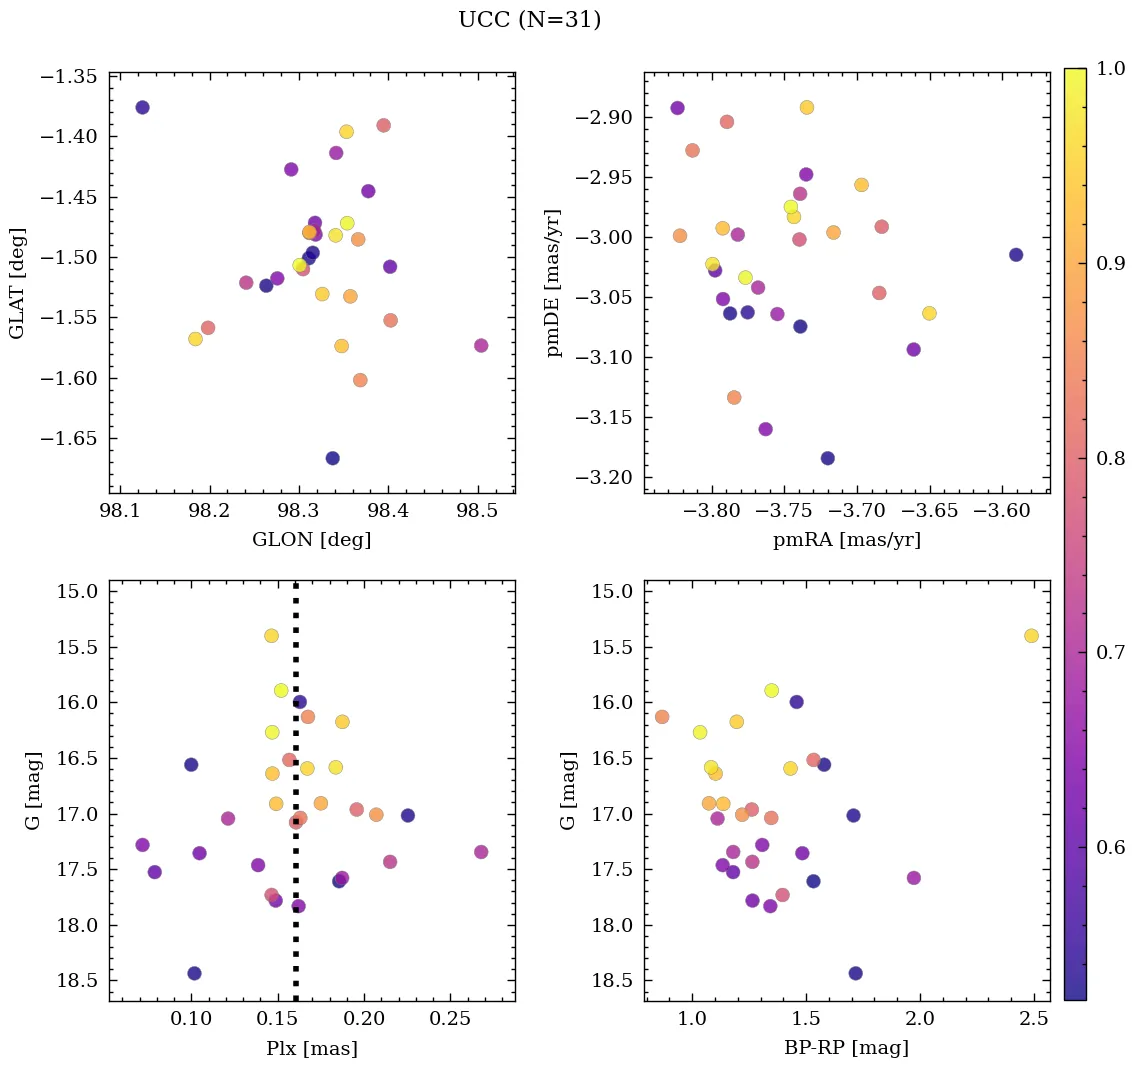 UCC (N=31)
−1.35
−1.40
−1.45
−1.50
−1.55
−1.60
−1.65
GLAT [deg]
98.1 98.2 98.3 98.4 98.5
GLON [deg]
−2.90
−2.95
−3.00
−3.05
−3.10
−3.15
−3.20
pmDE [mas/yr]
−3.80 −3.75 −3.70 −3.65 −3.60
pmRA [mas/yr]
1.0
0.9
0.8
0.7
0.6
15.0
15.5
16.0
16.5
17.0
17.5
18.0
18.5
G [mag]
0.10 0.15 0.20 0.25
Plx [mas]
15.0
15.5
16.0
16.5
17.0
17.5
18.0
18.5
G [mag]
1.0 1.5 2.0 2.5
BP-RP [mag]